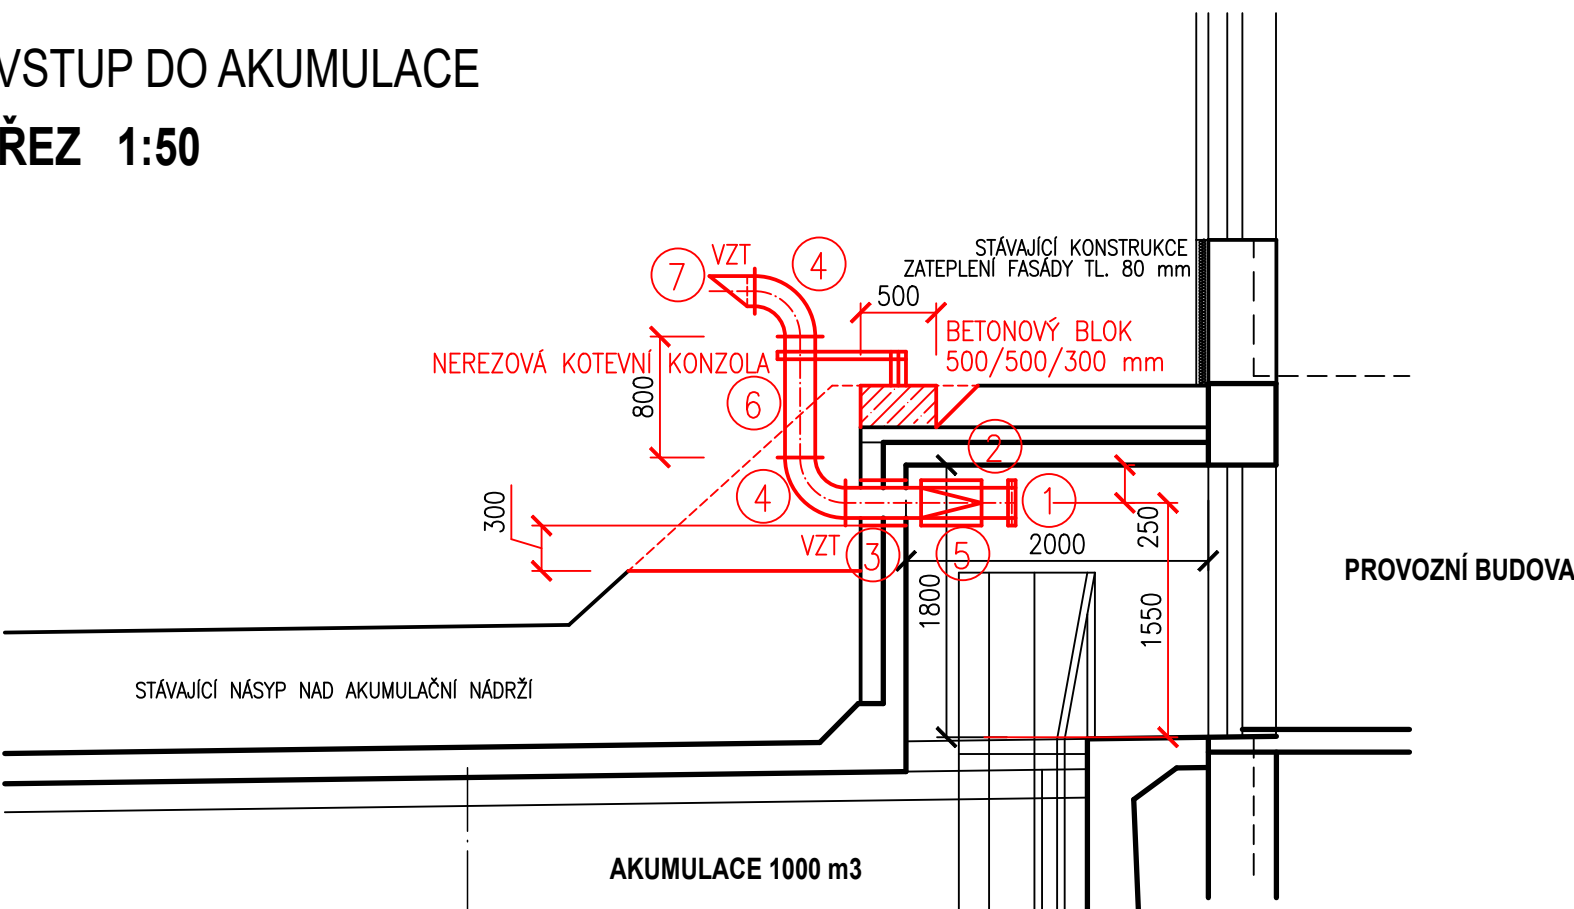 VSTUP DO AKUMULACE
ŘEZ 1:50
STÁVAJÍCÍ KONSTRUKCE
ZATEPLENÍ FASÁDY TL. 80 mm
VZT
7
4
500
BETONOVÝ BLOK
500/500/300 mm
NEREZOVÁ KOTEVNÍ KONZOLA
800
6
2
4
1
300
VZT
3
5
2000
250
1800
1550
PROVOZNÍ BUDOVA
STÁVAJÍCÍ NÁSYP NAD AKUMULAČNÍ NÁDRŽÍ
AKUMULACE 1000 m3